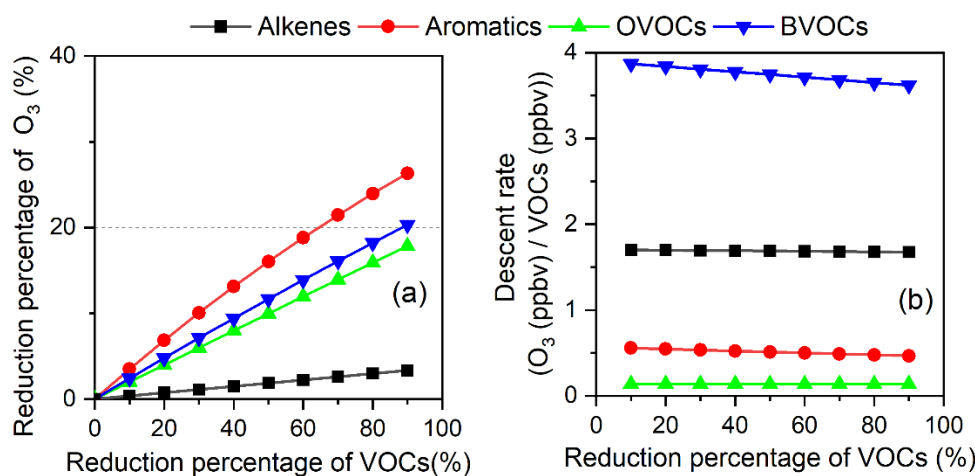 Alkenes Aromatics OVOCs BVOCs
Reduction percentage of O3 (%)
40
20
0
(a)
0 20 40 60 80 100
Reduction percentage of VOCs(%)
Descent rate
(O3 (ppbv) / VOCs (ppbv))
4
3
2
1
0
(b)
0 20 40 60 80 100
Reduction percentage of VOCs (%)